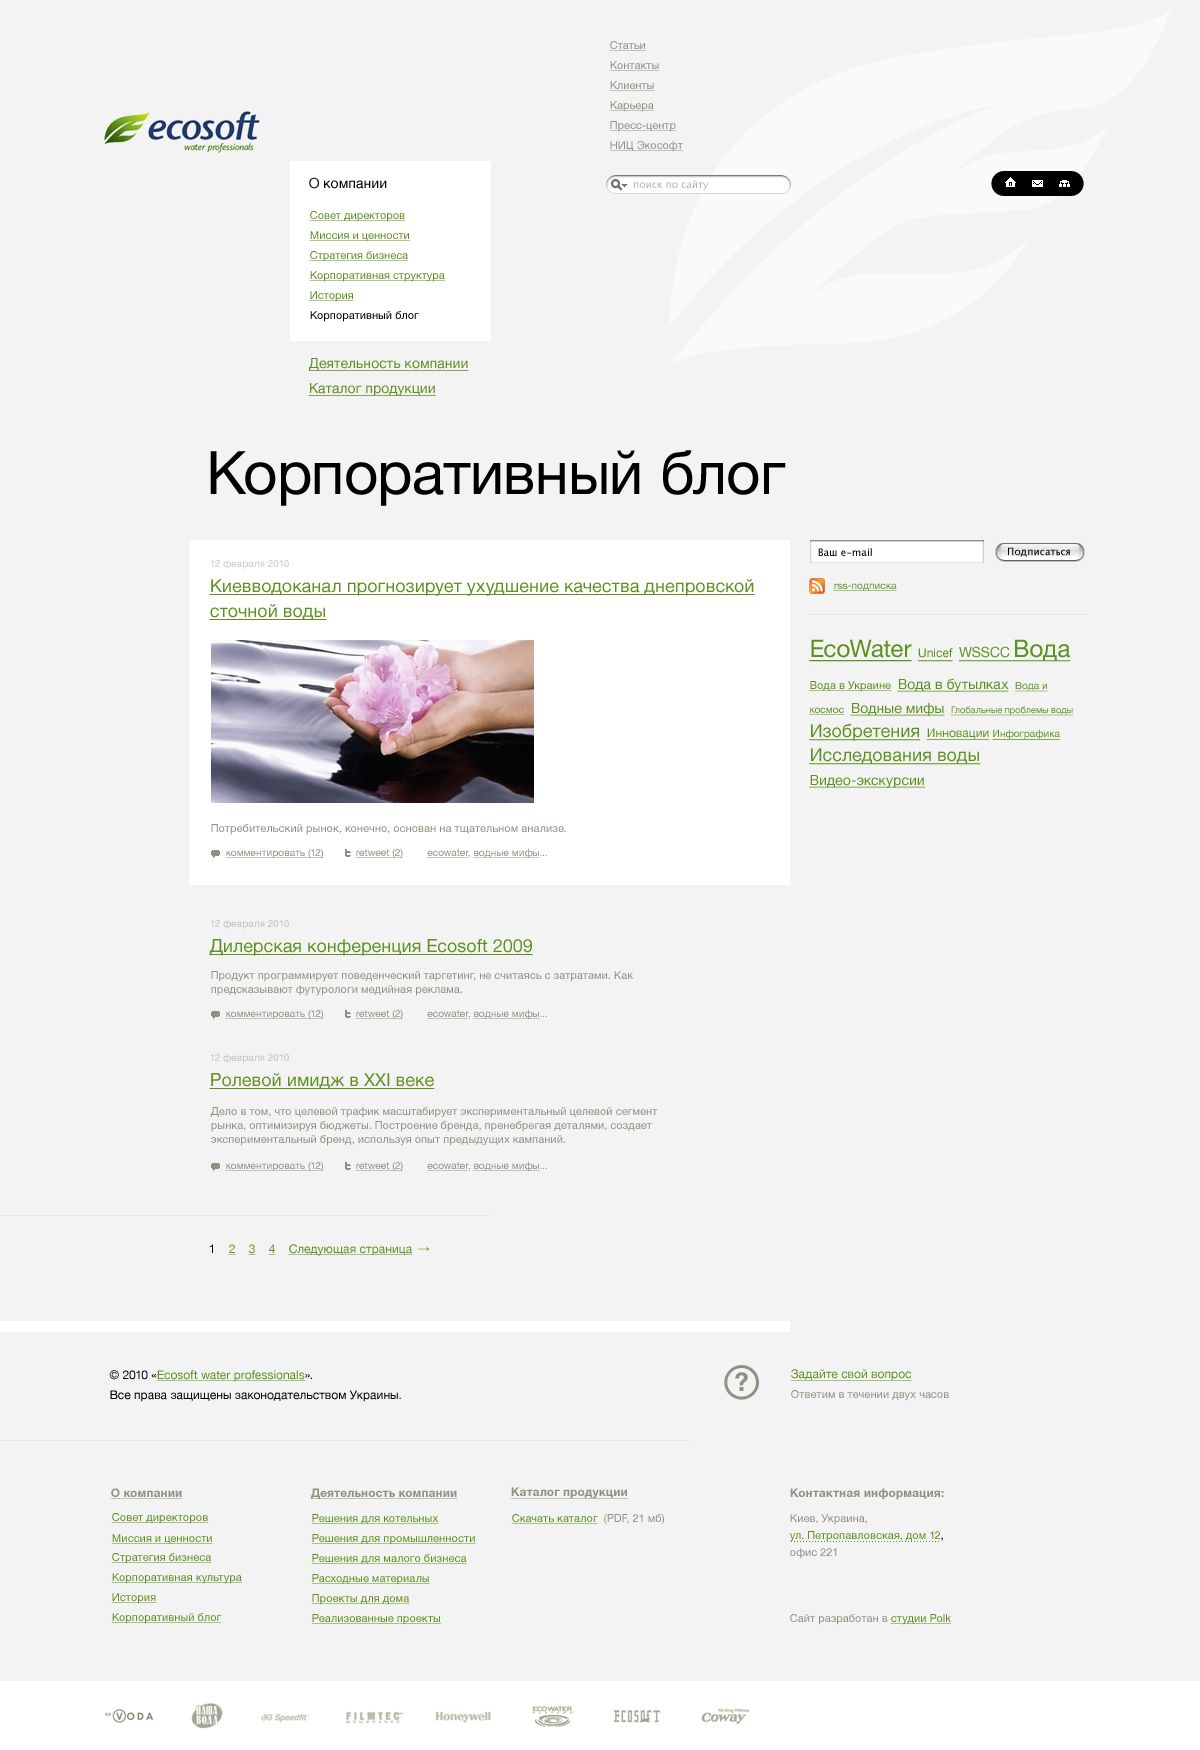 Статьи
Контакты
Клиенты
Карьера
Пресс-центр
НИЦ Экософт
ecosoft
water professionals
поиск по сайту
О компании
Совет директоров
Миссия и ценности
Стратегия бизнеса
Корпоративная структура
История
Корпоративный блог
Деятельность компании
Каталог продукции
Корпоративный блог
12 февраля 2010
Киевводоканал прогнозирует ухудшение качества днепровской
сточной воды
Потребительский рынок, конечно, основан на тщательном анализе.
комментировать (12) retweet (2) ecowater, водные мифы...
12 февраля 2010
Дилерская конференция Ecosoft 2009
Продукт программирует поведенческий таргетинг, не считаясь с затратами. Как
предсказывают футурологи медийная реклама.
комментировать (12) retweet (2) ecowater, водные мифы...
12 февраля 2010
Ролевой имидж в XXI веке
Дело в том, что целевой трафик масштабирует экспериментальный целевой сегмент
рынка, оптимизируя бюджеты. Построение бренда, пренебрегая деталями, создает
экспериментальный бренд, используя опыт предыдущих кампаний.
комментировать (12) retweet (2) ecowater, водные мифы...
1 2 3 4 Следующая страница →
Ваш e-mail Подписаться
rss-подписка
EcoWater Unicef WSSCC Вода
Вода в Украине Вода в бутылках Вода и
космос Водные мифы Глобальные проблемы воды
Изобретения Инновации Инфографика
Исследования воды
Видео-экскурсии
© 2010 «Ecosoft water professionals».
Все права защищены законодательством Украины.
?
Задайте свой вопрос
Ответим в течении двух часов
О компании
Совет директоров
Миссия и ценности
Стратегия бизнеса
Корпоративная культура
История
Корпоративный блог
Деятельность компании
Решения для котельных
Решения для промышленности
Решения для малого бизнеса
Расходные материалы
Проекты для дома
Реализованные проекты
Каталог продукции
Скачать каталог (PDF, 21 мб)
Контактная информация:
Киев, Украина,
ул. Петропавловская, дом 12,
офис 221
Сайт разработан в студии Polk
VODA
НАША ВОДА
JG Speedfit
FILMTEC
Honeywell
ECOWATER
ECOSOFT
Coway